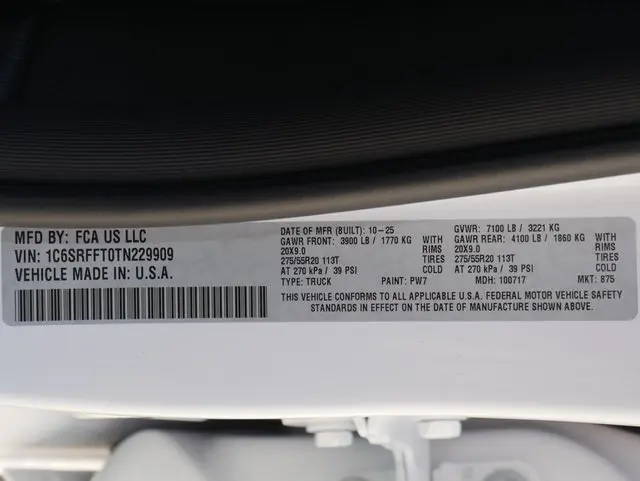 MFD BY: FCA US LLC
VIN: 1C6SRFFT0TN229909
VEHICLE MADE IN U.S.A.
DATE OF MFR (BUILT): 10-25 GVWR: 7100 LB / 3221 KG
GAWR FRONT: 3900 LB / 1770 KG WITH GAWR REAR: 4100 LB / 1860 KG WITH
20X9.0 RIMS 20X9.0 RIMS
275/55R20 113T TIRES 275/55R20 113T TIRES
AT 270 kPa / 39 PSI COLD AT 270 kPa / 39 PSI COLD
TYPE: TRUCK PAINT: PW7 MDH: 100717 MKT: 875
THIS VEHICLE CONFORMS TO ALL APPLICABLE U.S.A. FEDERAL MOTOR VEHICLE SAFETY
STANDARDS IN EFFECT ON THE DATE OF MANUFACTURE SHOWN ABOVE.